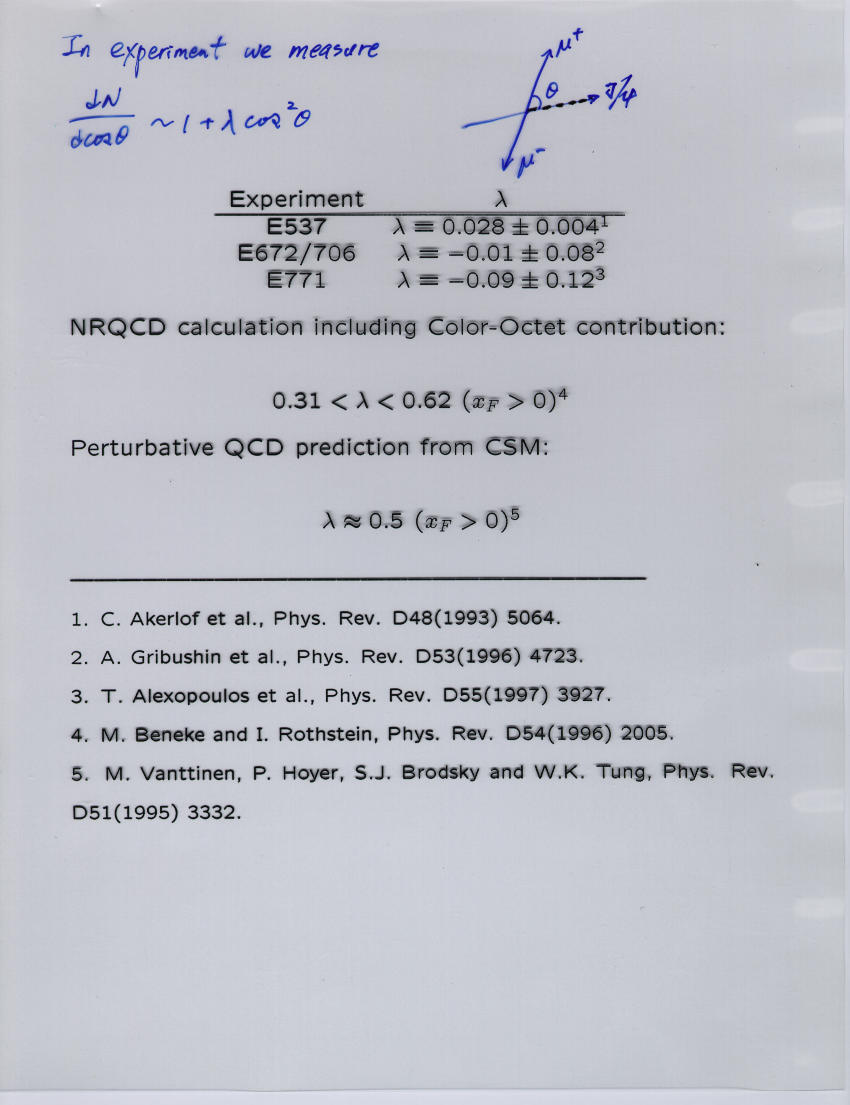 In experiment we measure
μ+
dN
dcosθ ~ 1 + λ cos²θ
θ
J/ψ
μ-
Experiment λ
E537 λ = 0.028 ± 0.004¹
E672/706 λ = −0.01 ± 0.08²
E771 λ = −0.09 ± 0.12³
NRQCD calculation including Color-Octet contribution:
0.31 < λ < 0.62 (x_F > 0)⁴
Perturbative QCD prediction from CSM:
λ ≈ 0.5 (x_F > 0)⁵
1. C. Akerlof et al., Phys. Rev. D48(1993) 5064.
2. A. Gribushin et al., Phys. Rev. D53(1996) 4723.
3. T. Alexopoulos et al., Phys. Rev. D55(1997) 3927.
4. M. Beneke and I. Rothstein, Phys. Rev. D54(1996) 2005.
5. M. Vanttinen, P. Hoyer, S.J. Brodsky and W.K. Tung, Phys. Rev.
D51(1995) 3332.